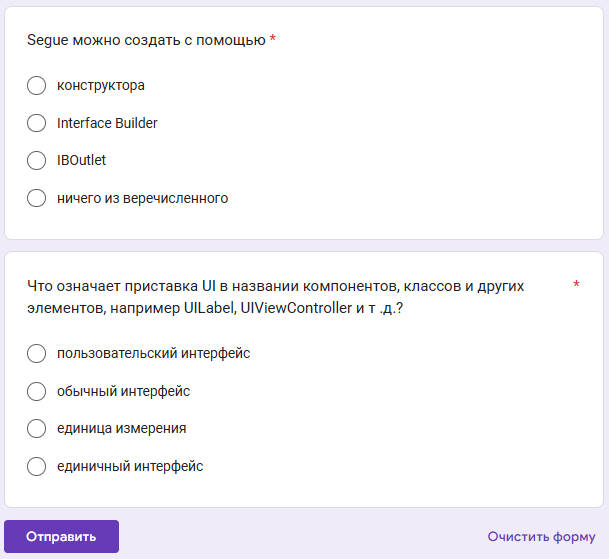 Segue можно создать с помощью *
конструктора
Interface Builder
IBOutlet
ничего из веречисленного
Что означает приставка UI в названии компонентов, классов и других *
элементов, например UILabel, UIViewController и т .д.?
пользовательский интерфейс
обычный интерфейс
единица измерения
единичный интерфейс
Отправить
Очистить форму